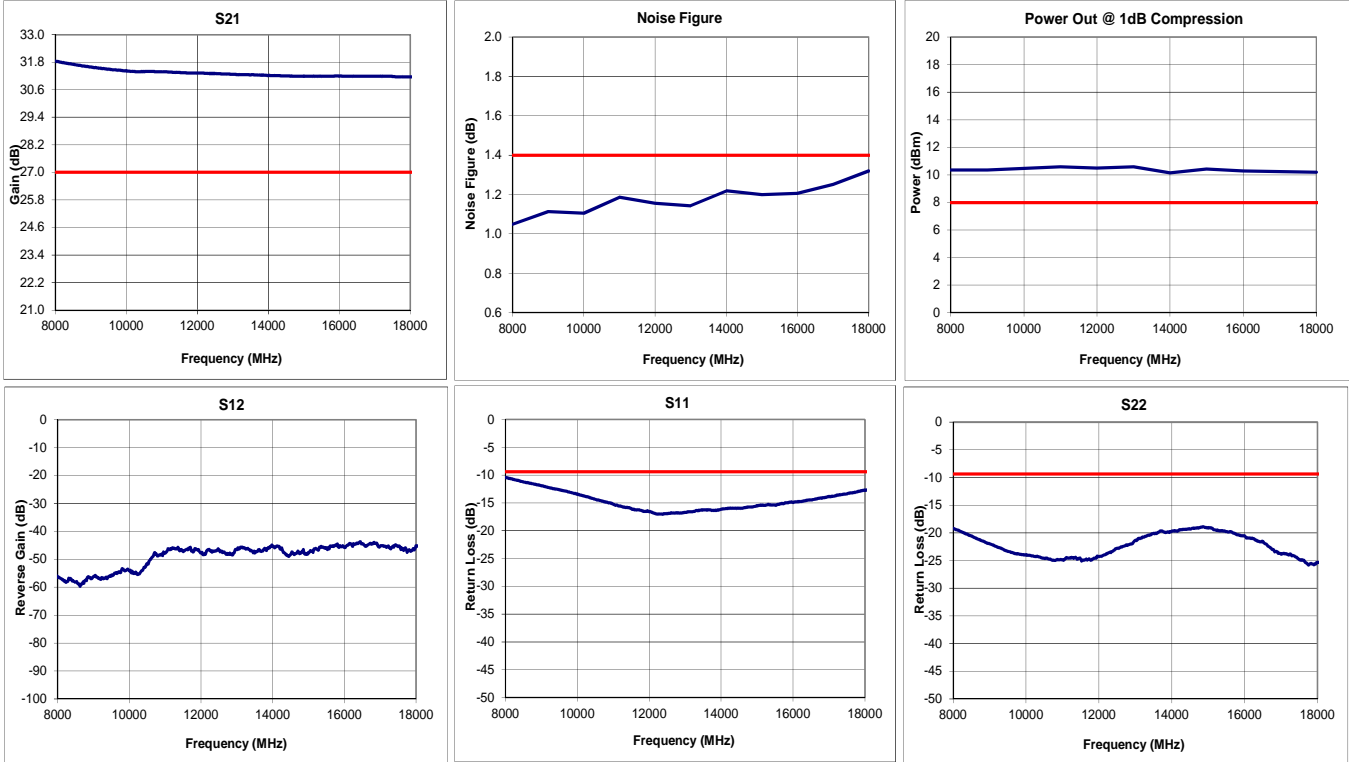 S21
Gain (dB)
33.0
31.8
30.6
29.4
28.2
27.0
25.8
24.6
23.4
22.2
21.0
8000 10000 12000 14000 16000 18000
Frequency (MHz)
Noise Figure
Noise Figure (dB)
2.0
1.8
1.6
1.4
1.2
1.0
0.8
0.6
8000 10000 12000 14000 16000 18000
Frequency (MHz)
Power Out @ 1dB Compression
Power (dBm)
20
18
16
14
12
10
8
6
4
2
0
8000 10000 12000 14000 16000 18000
Frequency (MHz)
S12
Reverse Gain (dB)
0
-10
-20
-30
-40
-50
-60
-70
-80
-90
-100
8000 10000 12000 14000 16000 18000
Frequency (MHz)
S11
Return Loss (dB)
0
-5
-10
-15
-20
-25
-30
-35
-40
-45
-50
8000 10000 12000 14000 16000 18000
Frequency (MHz)
S22
Return Loss (dB)
0
-5
-10
-15
-20
-25
-30
-35
-40
-45
-50
8000 10000 12000 14000 16000 18000
Frequency (MHz)